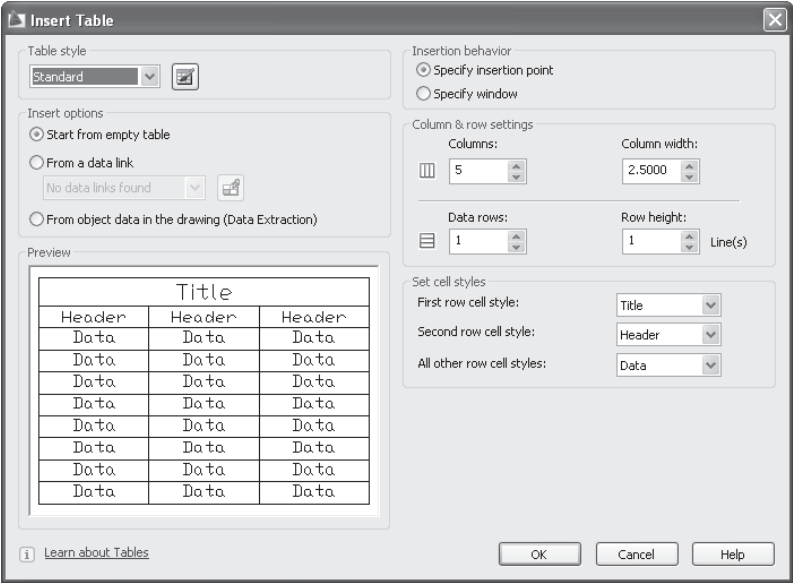 Insert Table
Table style
Standard
Insert options
Start from empty table
From a data link
No data links found
From object data in the drawing (Data Extraction)
Preview
Title
Header Header Header
Data Data Data
Data Data Data
Data Data Data
Data Data Data
Data Data Data
Data Data Data
Data Data Data
Data Data Data
i Learn about Tables
Insertion behavior
Specify insertion point
Specify window
Column & row settings
Columns: Column width:
5 2.5000
Data rows: Row height:
1 1 Line(s)
Set cell styles
First row cell style: Title
Second row cell style: Header
All other row cell styles: Data
OK Cancel Help